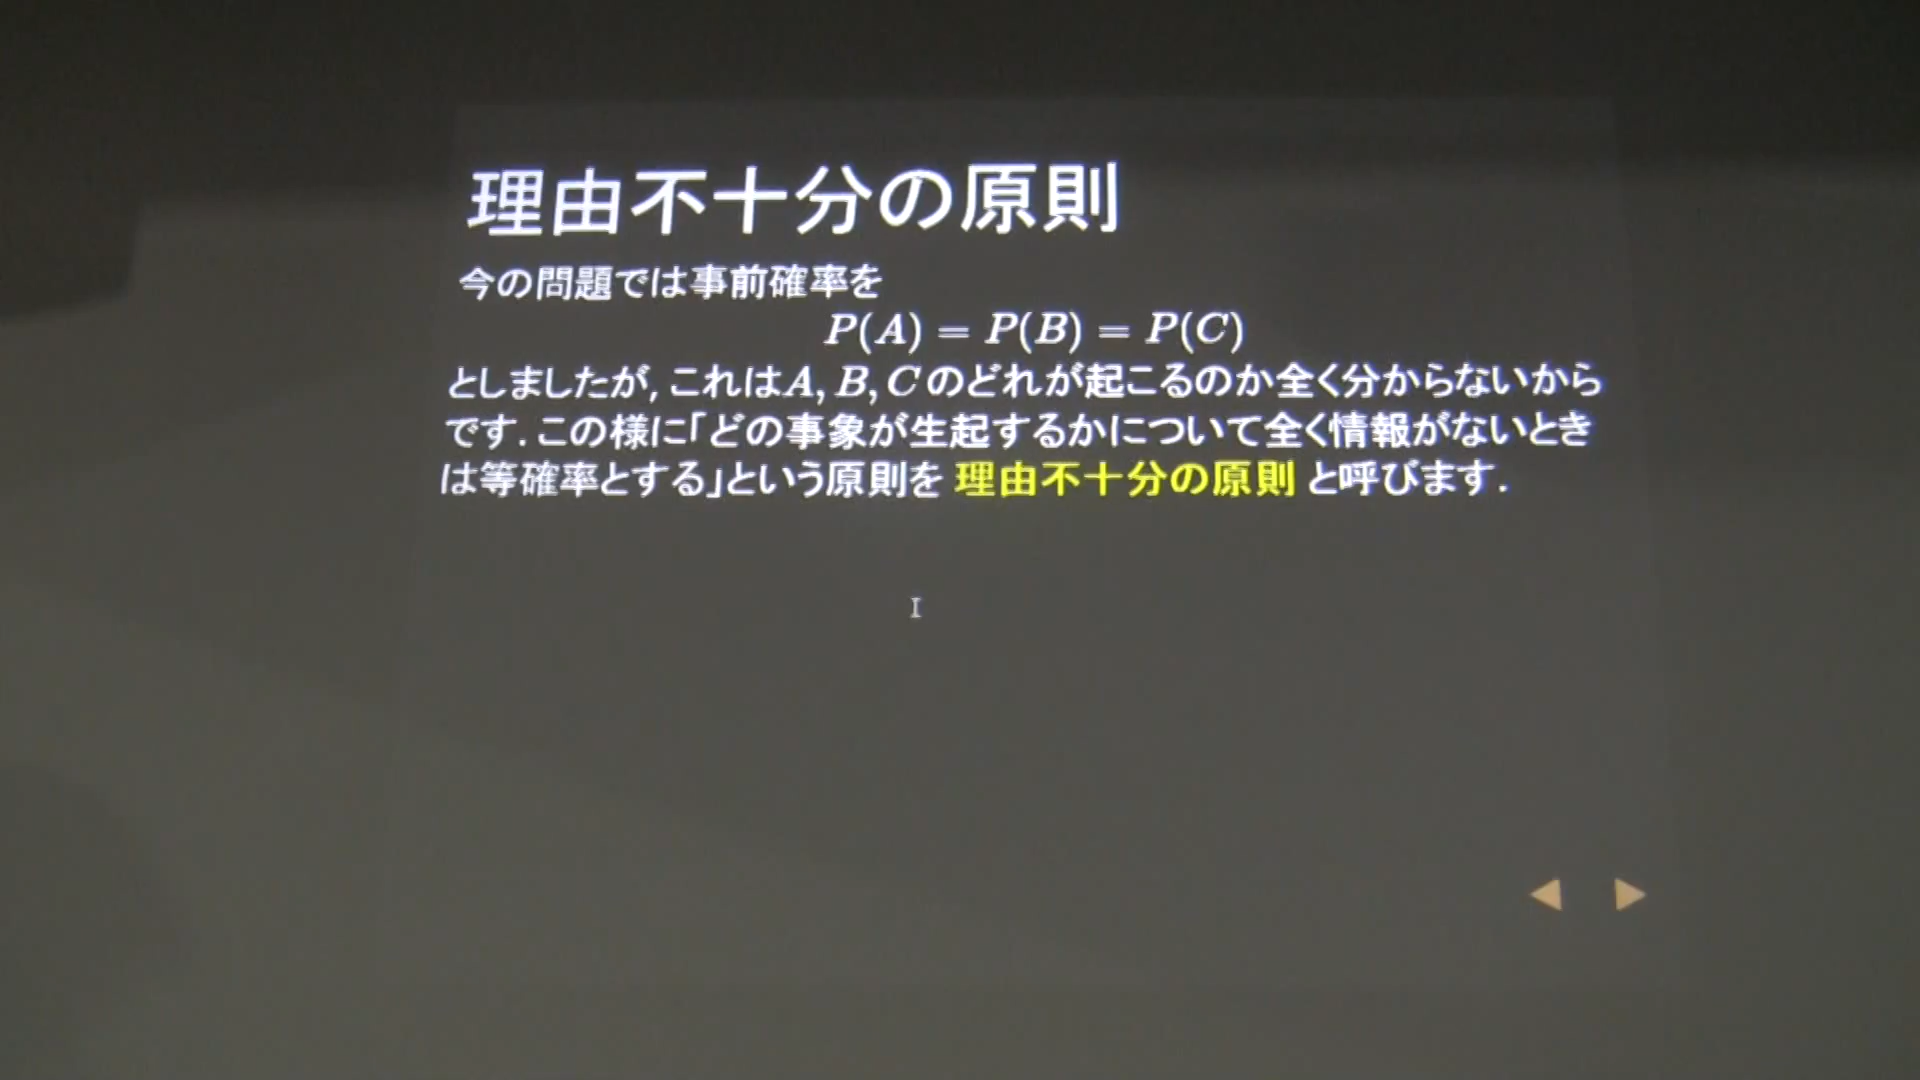 理由不十分の原則
今の問題では事前確率を
P(A) = P(B) = P(C)
としましたが, これはA, B, Cのどれが起こるのか全く分からないから
です. この様に「どの事象が生起するかについて全く情報がないとき
は等確率とする」という原則を 理由不十分の原則 と呼びます.